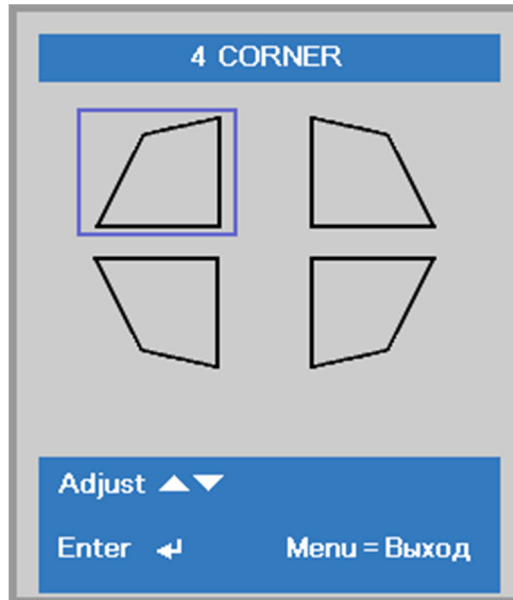 4 CORNER
Adjust ▲▼
Enter ↵
Menu = Выход